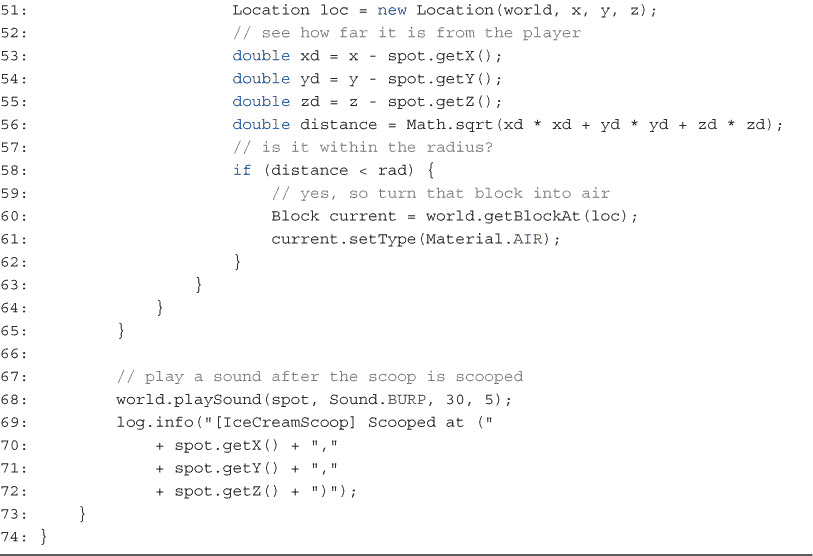 51:                     Location loc = new Location(world, x, y, z);
52:                     // see how far it is from the player
53:                     double xd = x - spot.getX();
54:                     double yd = y - spot.getY();
55:                     double zd = z - spot.getZ();
56:                     double distance = Math.sqrt(xd * xd + yd * yd + zd * zd);
57:                     // is it within the radius?
58:                     if (distance < rad) {
59:                         // yes, so turn that block into air
60:                         Block current = world.getBlockAt(loc);
61:                         current.setType(Material.AIR);
62:                     }
63:                 }
64:             }
65:         }
66:
67:         // play a sound after the scoop is scooped
68:         world.playSound(spot, Sound.BURP, 30, 5);
69:         log.info("[IceCreamScoop] Scooped at ("
70:             + spot.getX() + ","
71:             + spot.getY() + ","
72:             + spot.getZ() + ")");
73:     }
74: }